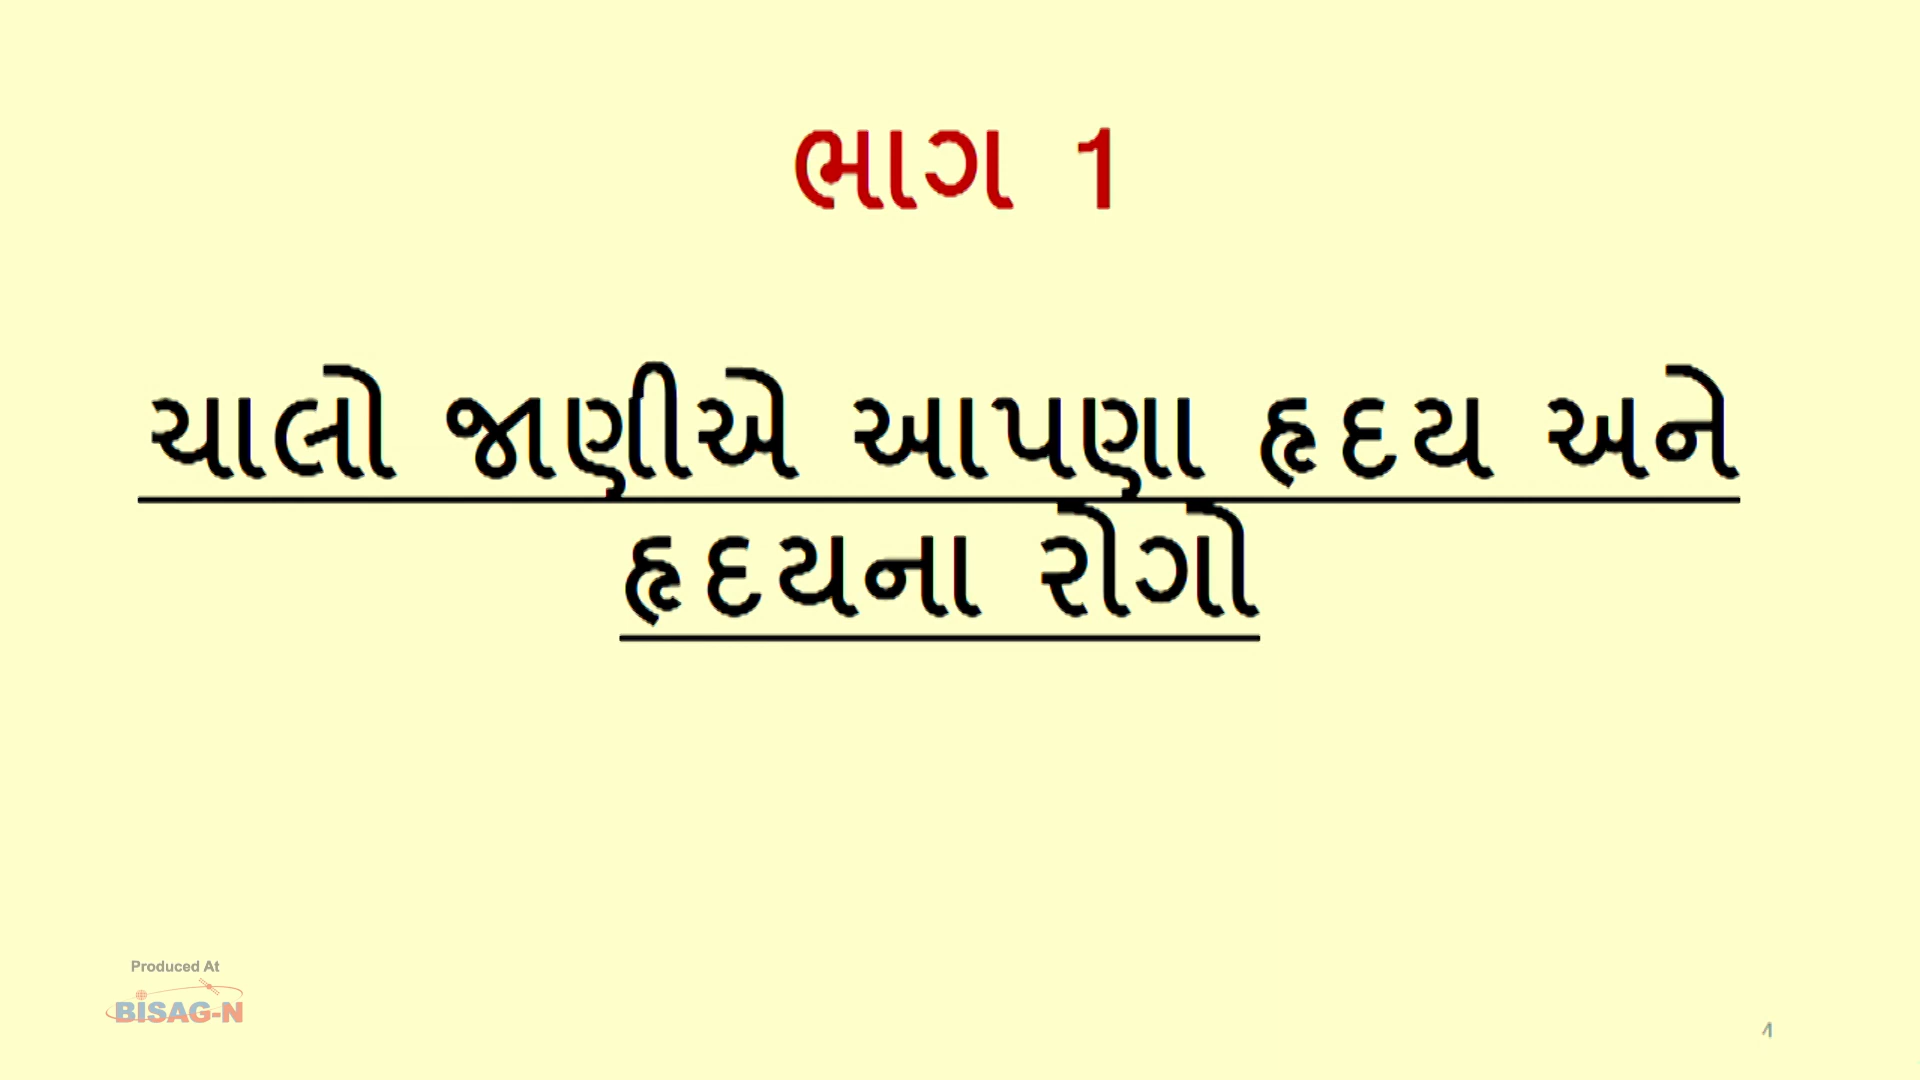 ભાગ 1
ચાલો જાણીએ આપણા હૃદય અને
હૃદયના રોગો
Produced At
BISAG-N